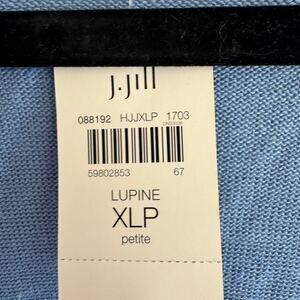 J.Jill
088192 HJJXLP 1703
59802853 67
LUPINE
XLP
petite